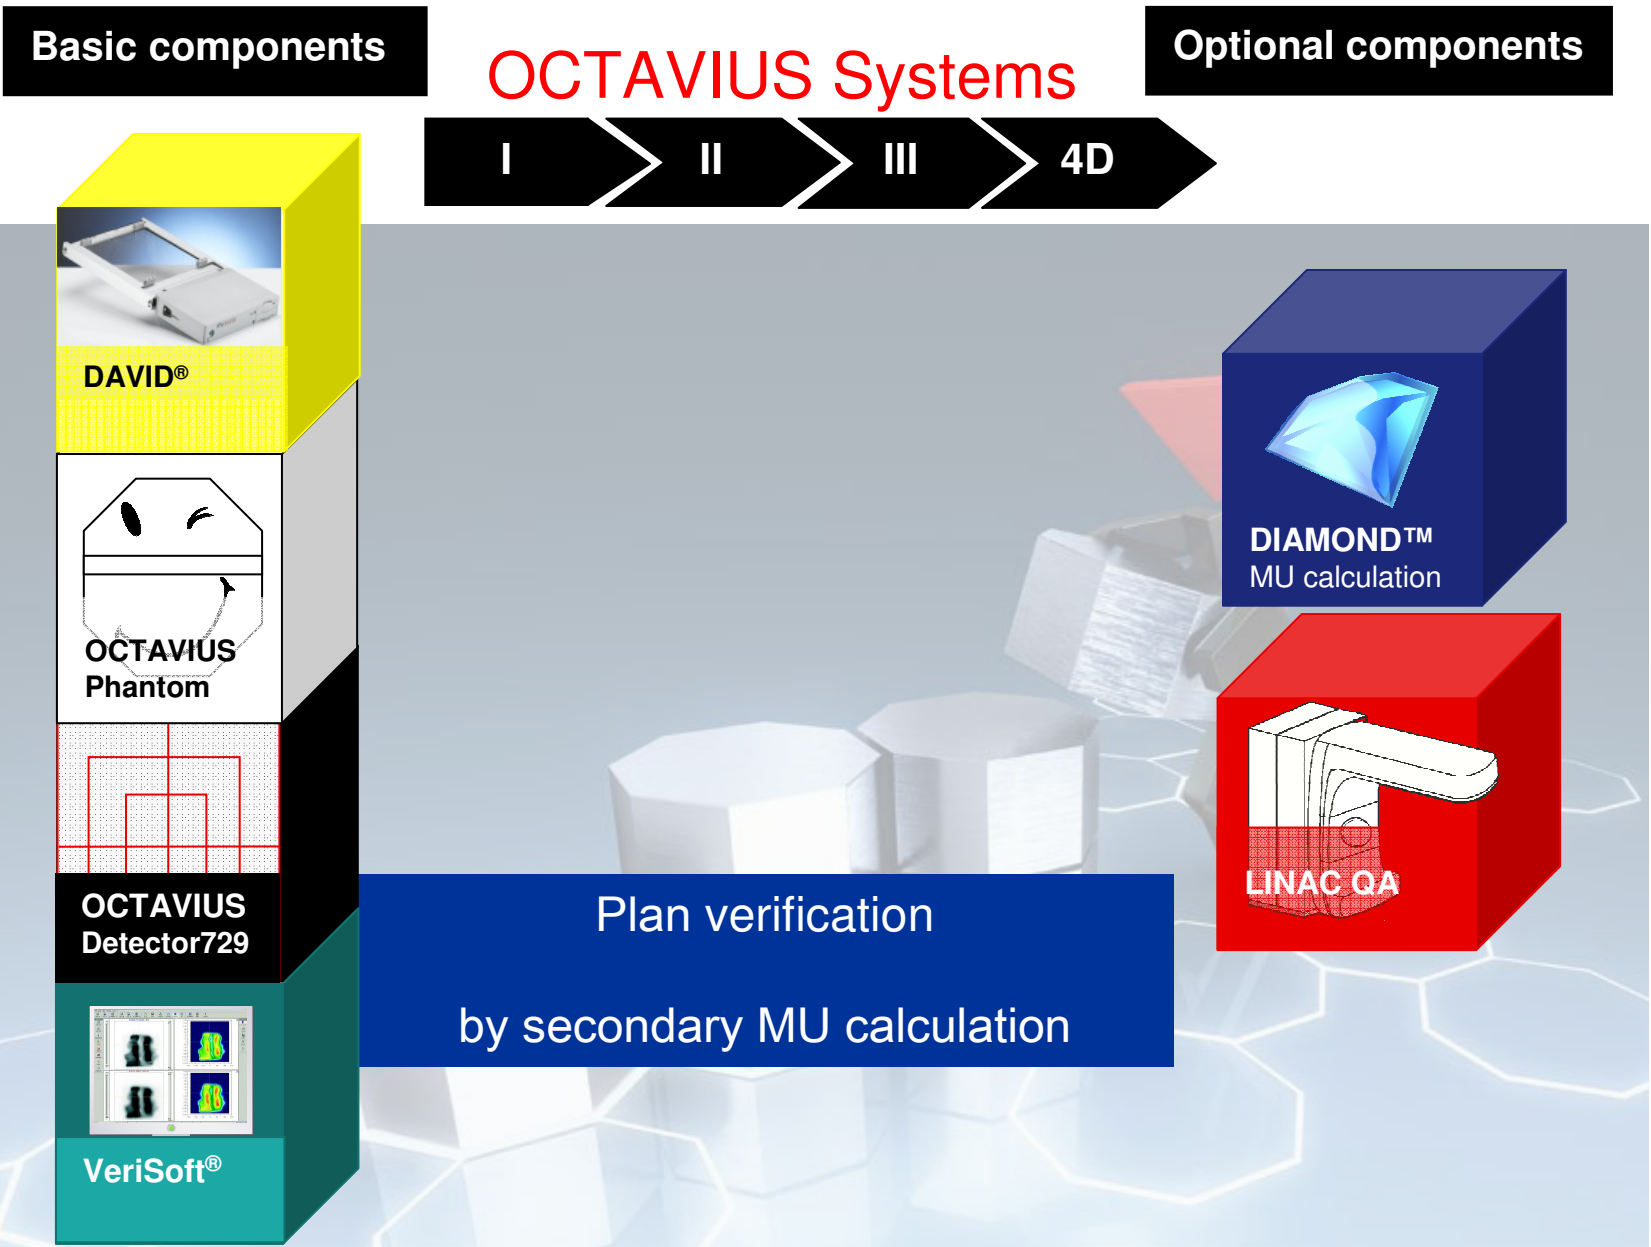 Basic components
OCTAVIUS Systems
Optional components
I
II
III
4D
DAVID®
OCTAVIUS
Phantom
OCTAVIUS
Detector729
VeriSoft®
DIAMOND™
MU calculation
LINAC QA
Plan verification
by secondary MU calculation